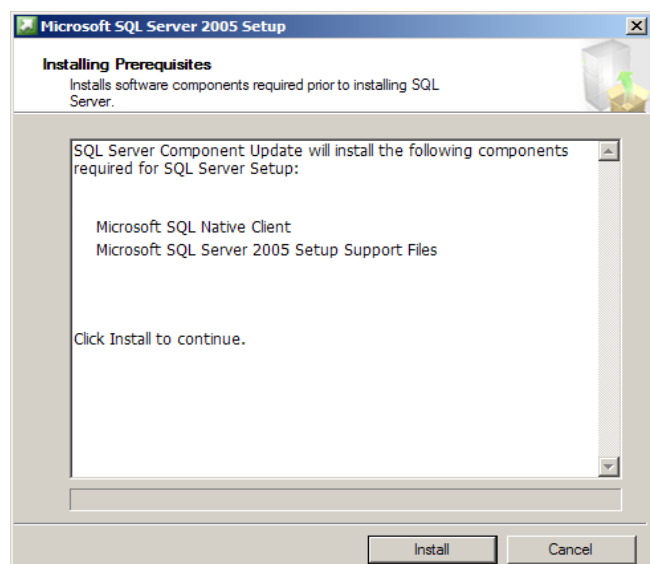 Microsoft SQL Server 2005 Setup
Installing Prerequisites
Installs software components required prior to installing SQL
Server.
SQL Server Component Update will install the following components
required for SQL Server Setup:
Microsoft SQL Native Client
Microsoft SQL Server 2005 Setup Support Files
Click Install to continue.
Install Cancel